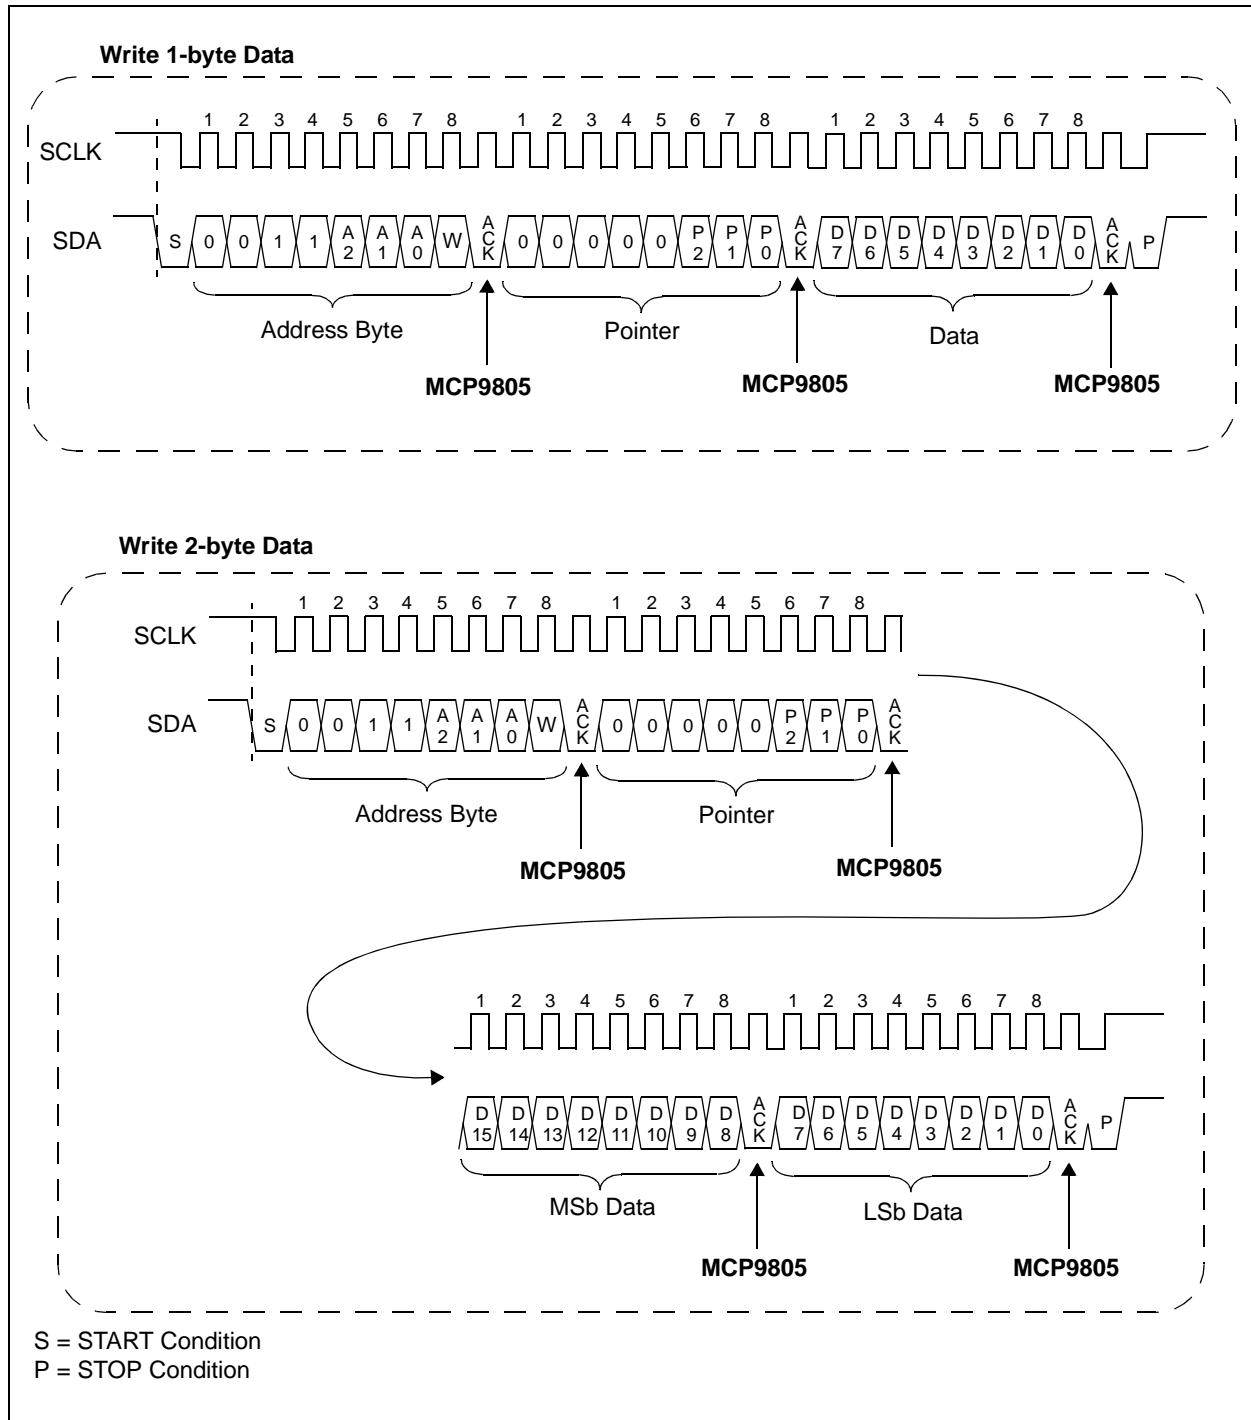 Write 1-byte Data
1 2 3 4 5 6 7 8 1 2 3 4 5 6 7 8 1 2 3 4 5 6 7 8
SCLK
SDA S 0 0 1 1 A2 A1 A0 W ACK 0 0 0 0 0 P2 P1 P0 ACK D7 D6 D5 D4 D3 D2 D1 D0 ACK P
Address Byte Pointer Data
MCP9805 MCP9805 MCP9805
Write 2-byte Data
1 2 3 4 5 6 7 8 1 2 3 4 5 6 7 8
SCLK
SDA S 0 0 1 1 A2 A1 A0 W ACK 0 0 0 0 0 P2 P1 P0 ACK
Address Byte Pointer
MCP9805 MCP9805
1 2 3 4 5 6 7 8 1 2 3 4 5 6 7 8
D15 D14 D13 D12 D11 D10 D9 D8 ACK D7 D6 D5 D4 D3 D2 D1 D0 ACK P
MSb Data LSb Data
MCP9805 MCP9805
S = START Condition
P = STOP Condition